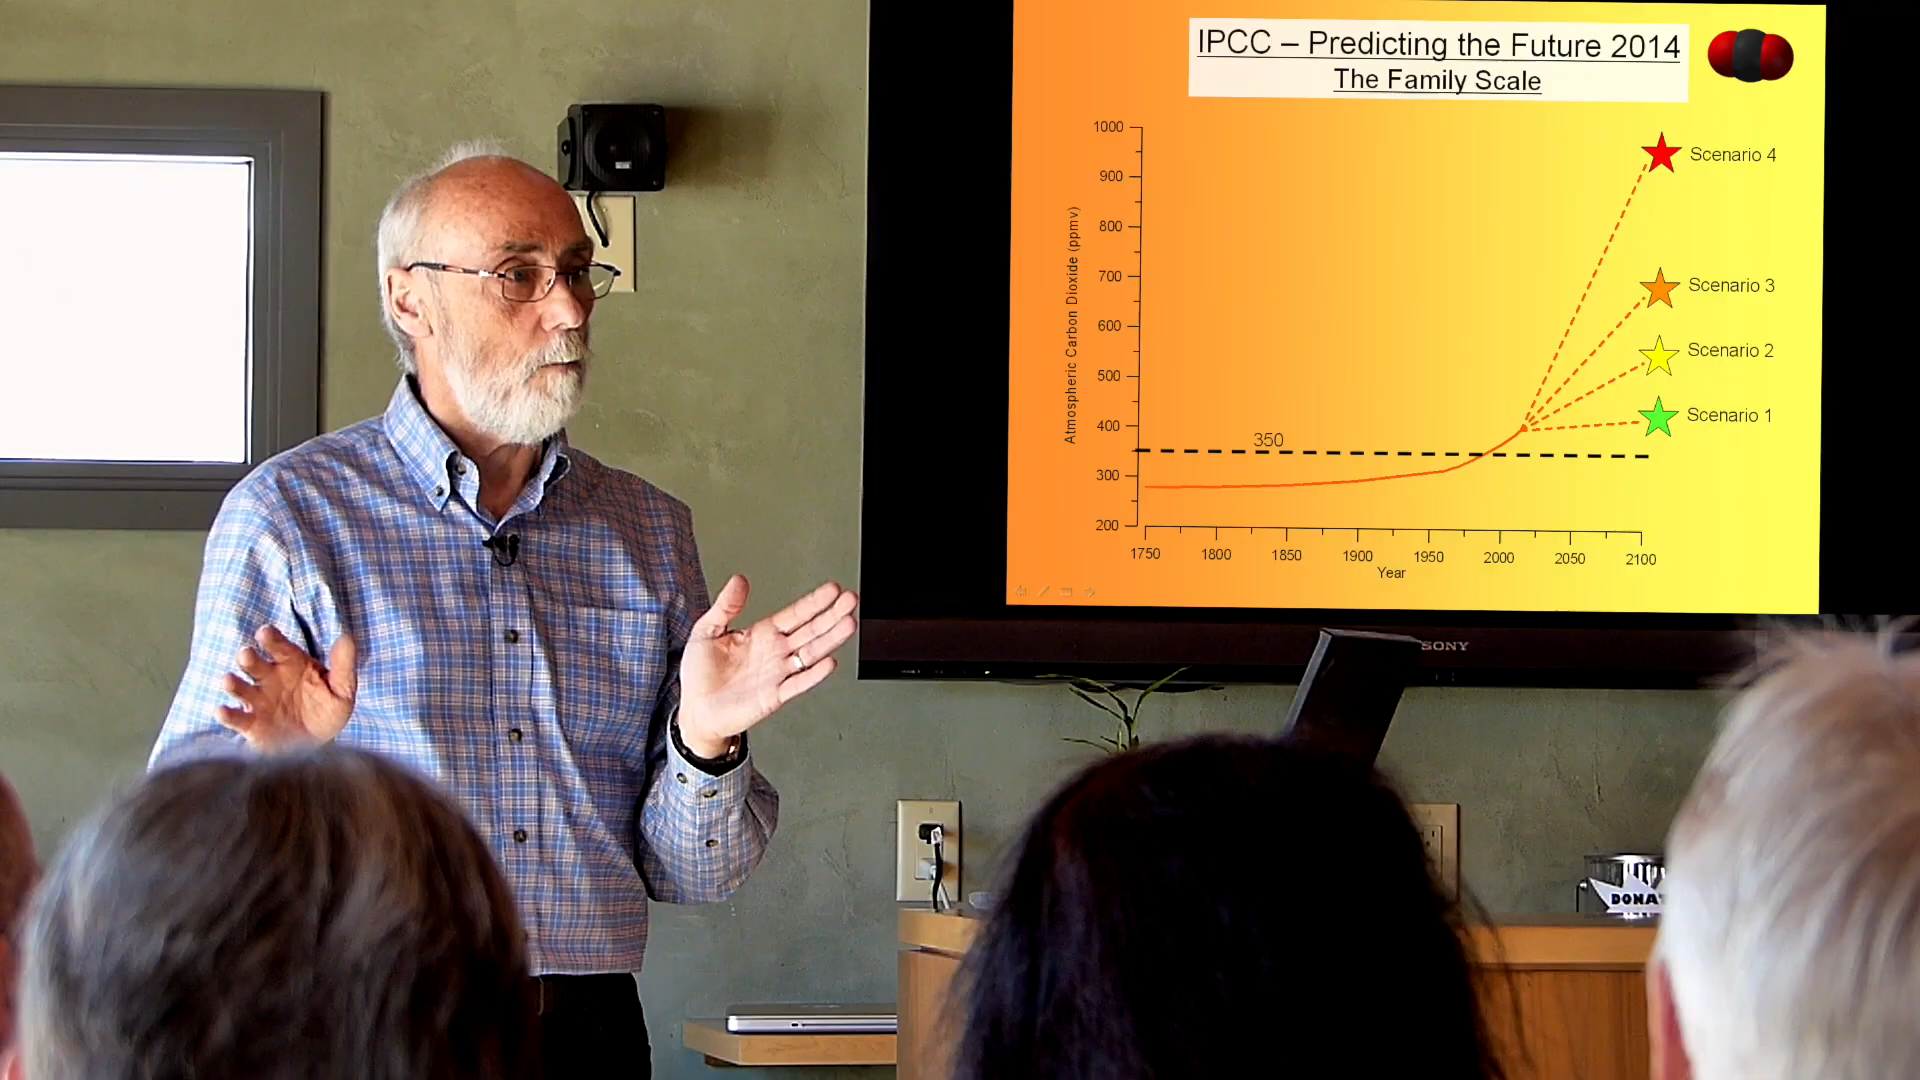 IPCC – Predicting the Future 2014
The Family Scale
1000
900
800
700
600
500
400
300
200
Atmospheric Carbon Dioxide (ppmv)
350
Scenario 4
Scenario 3
Scenario 2
Scenario 1
1750 1800 1850 1900 1950 2000 2050 2100
Year
SONY
DONA